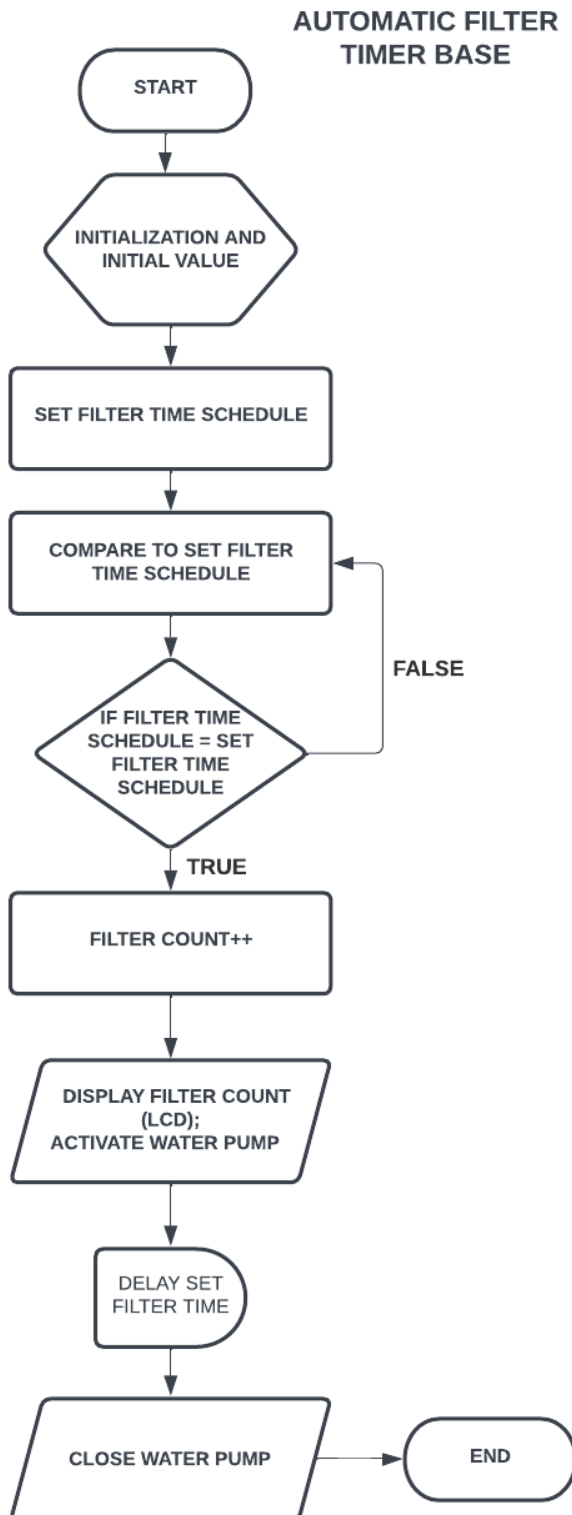 AUTOMATIC FILTER
TIMER BASE
START
INITIALIZATION AND
INITIAL VALUE
SET FILTER TIME SCHEDULE
COMPARE TO SET FILTER
TIME SCHEDULE
FALSE
IF FILTER TIME
SCHEDULE = SET
FILTER TIME
SCHEDULE
TRUE
FILTER COUNT++
DISPLAY FILTER COUNT
(LCD);
ACTIVATE WATER PUMP
DELAY SET
FILTER TIME
CLOSE WATER PUMP
END